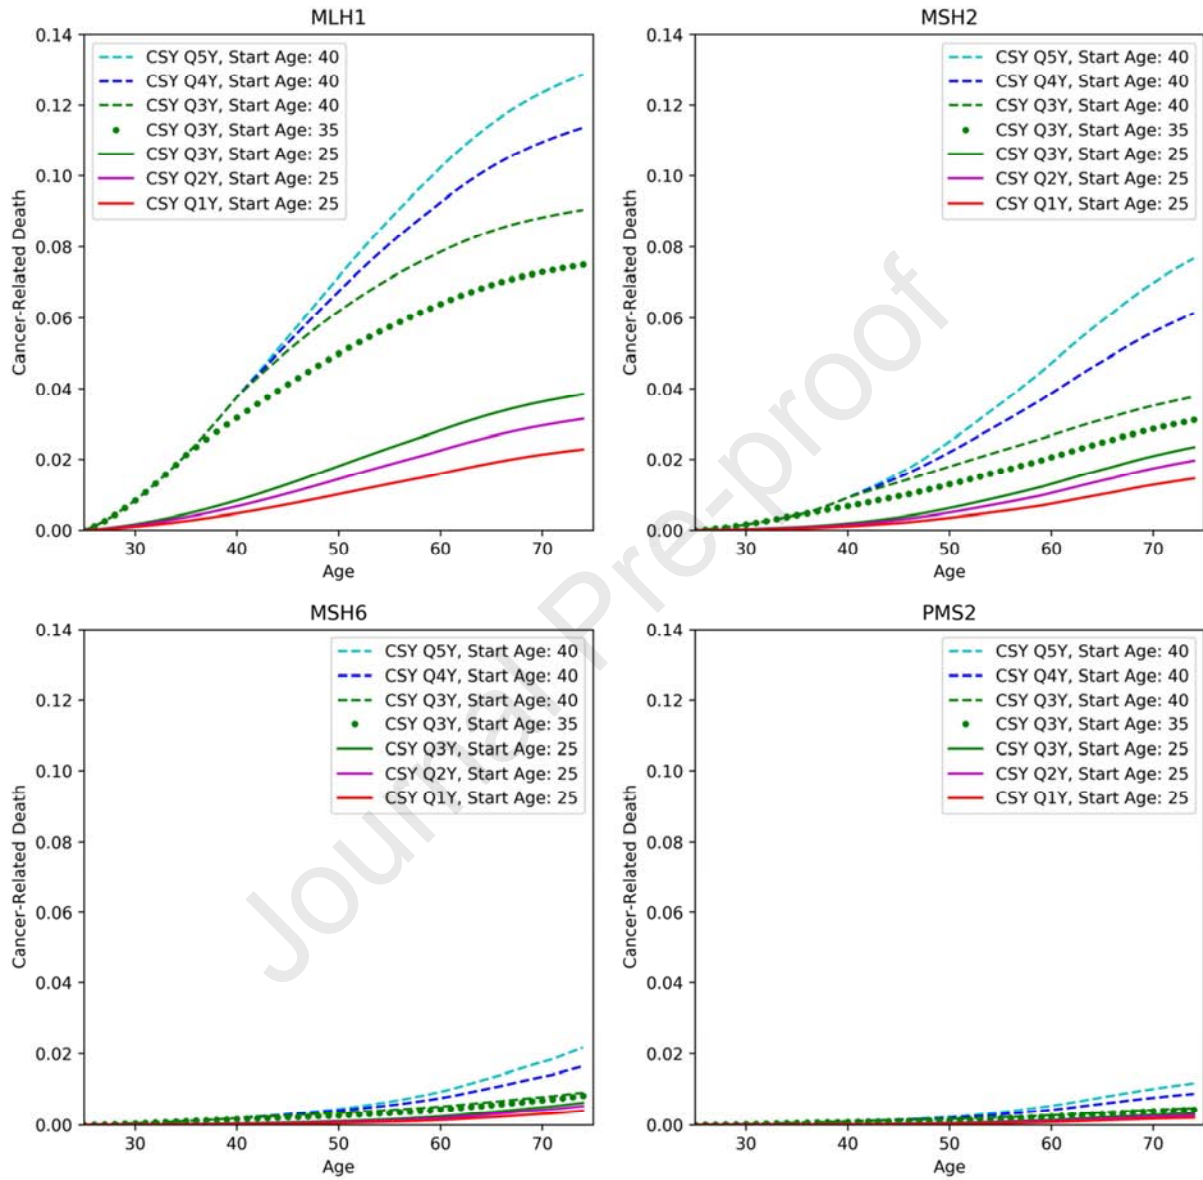 MLH1
0.14
0.12
0.10
0.08
0.06
0.04
0.02
0.00
Cancer-Related Death
CSY Q5Y, Start Age: 40
CSY Q4Y, Start Age: 40
CSY Q3Y, Start Age: 40
CSY Q3Y, Start Age: 35
CSY Q3Y, Start Age: 25
CSY Q2Y, Start Age: 25
CSY Q1Y, Start Age: 25
30 40 50 60 70
Age
MSH2
0.14
0.12
0.10
0.08
0.06
0.04
0.02
0.00
Cancer-Related Death
CSY Q5Y, Start Age: 40
CSY Q4Y, Start Age: 40
CSY Q3Y, Start Age: 40
CSY Q3Y, Start Age: 35
CSY Q3Y, Start Age: 25
CSY Q2Y, Start Age: 25
CSY Q1Y, Start Age: 25
30 40 50 60 70
Age
MSH6
0.14
0.12
0.10
0.08
0.06
0.04
0.02
0.00
Cancer-Related Death
CSY Q5Y, Start Age: 40
CSY Q4Y, Start Age: 40
CSY Q3Y, Start Age: 40
CSY Q3Y, Start Age: 35
CSY Q3Y, Start Age: 25
CSY Q2Y, Start Age: 25
CSY Q1Y, Start Age: 25
30 40 50 60 70
Age
PMS2
0.14
0.12
0.10
0.08
0.06
0.04
0.02
0.00
Cancer-Related Death
CSY Q5Y, Start Age: 40
CSY Q4Y, Start Age: 40
CSY Q3Y, Start Age: 40
CSY Q3Y, Start Age: 35
CSY Q3Y, Start Age: 25
CSY Q2Y, Start Age: 25
CSY Q1Y, Start Age: 25
30 40 50 60 70
Age
Journal Pre-proof